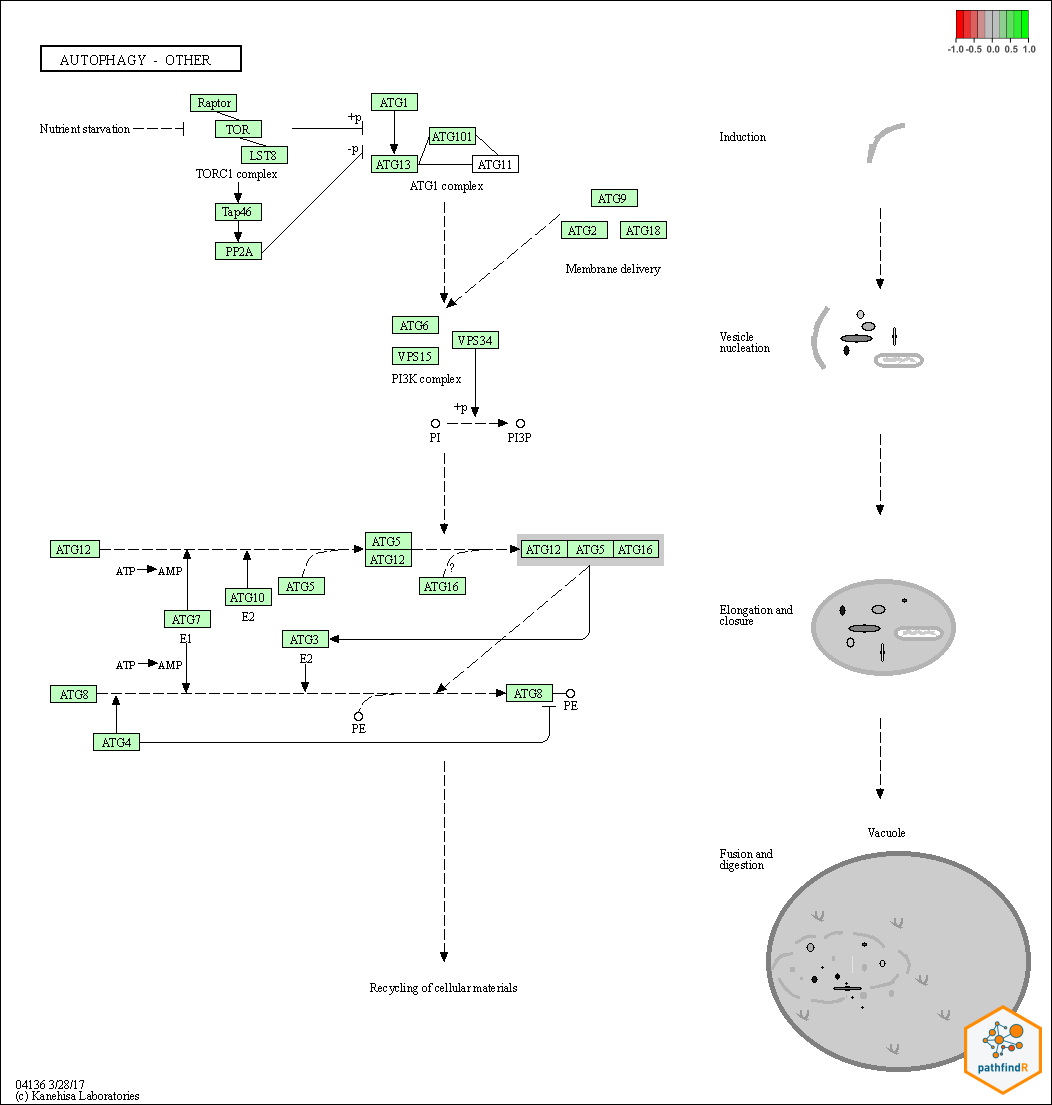 -1.0 -0.5 0.0 0.5 1.0
AUTOPHAGY - OTHER
Raptor
TOR
LST8
Nutrient starvation
TORC1 complex
Tap46
PP2A
+p
-p
ATG1
ATG101
ATG13
ATG11
ATG1 complex
ATG9
ATG2
ATG18
Membrane delivery
ATG6
VPS34
VPS15
PI3K complex
+p
PI
PI3P
ATG12
ATG5
ATG12
ATG12 ATG5 ATG16
ATP
AMP
ATG5
ATG16
?
ATG10
E2
ATG7
E1
ATG3
E2
ATP
AMP
ATG8
ATG8
PE
PE
ATG4
Recycling of cellular materials
Induction
Vesicle
nucleation
Elongation and
closure
Vacuole
Fusion and
digestion
pathfindR
04136 3/28/17
(c) Kanehisa Laboratories